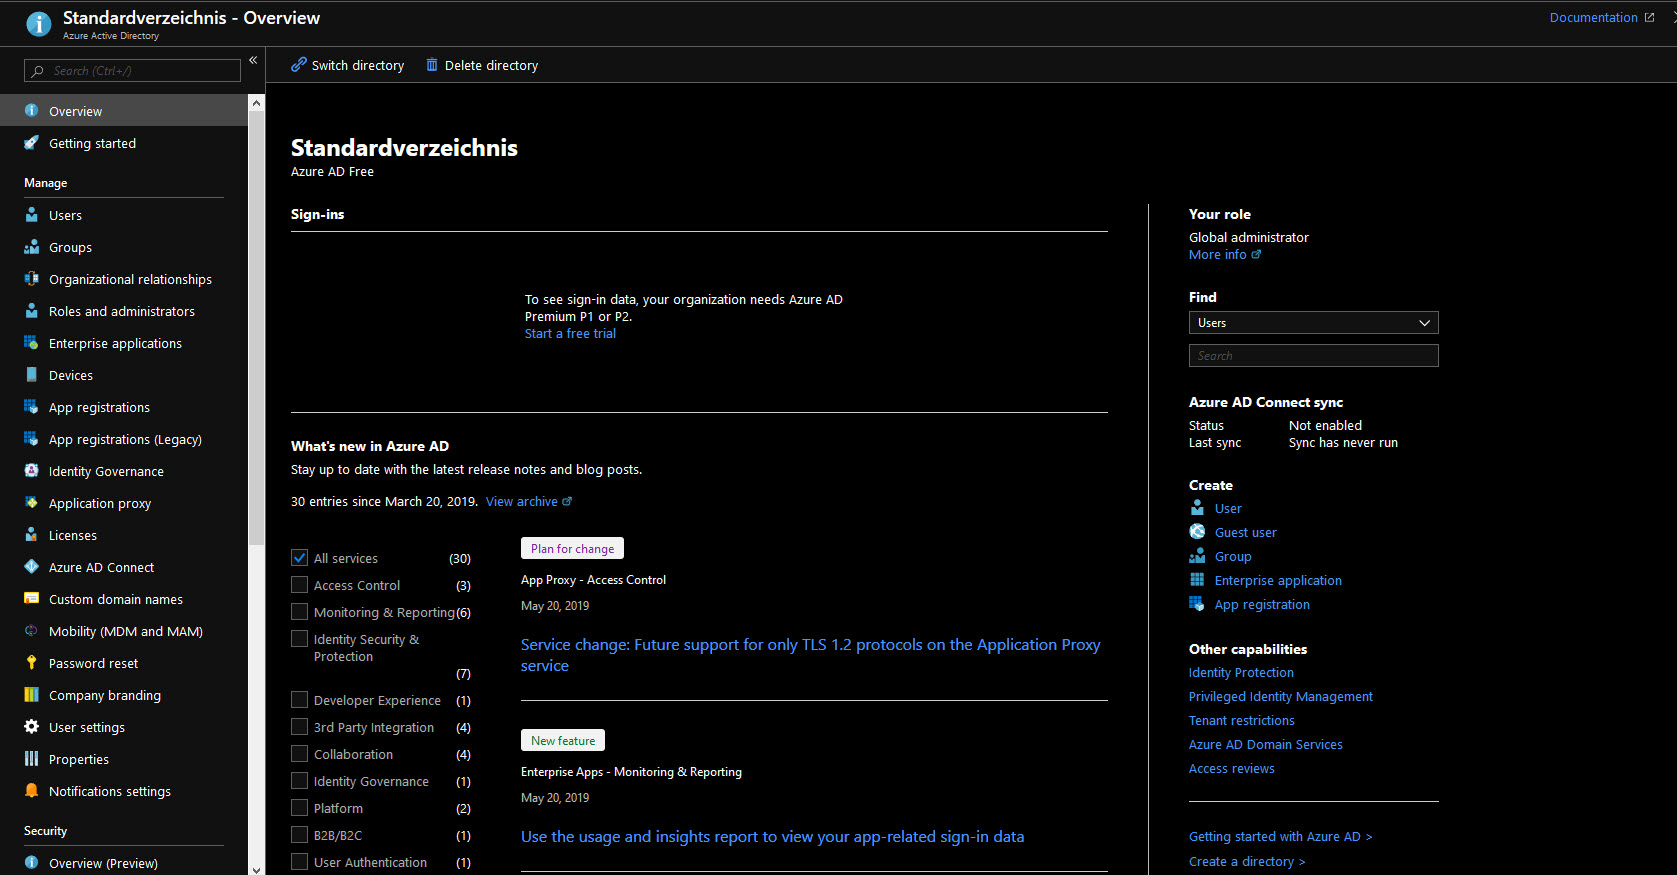 Standardverzeichnis - Overview
Azure Active Directory
Documentation
Search (Ctrl+/)
«
Overview
Getting started
Manage
Users
Groups
Organizational relationships
Roles and administrators
Enterprise applications
Devices
App registrations
App registrations (Legacy)
Identity Governance
Application proxy
Licenses
Azure AD Connect
Custom domain names
Mobility (MDM and MAM)
Password reset
Company branding
User settings
Properties
Notifications settings
Security
Overview (Preview)
Switch directory
Delete directory
Standardverzeichnis
Azure AD Free
Sign-ins
To see sign-in data, your organization needs Azure AD
Premium P1 or P2.
Start a free trial
What's new in Azure AD
Stay up to date with the latest release notes and blog posts.
30 entries since March 20, 2019. View archive
All services (30)
Access Control (3)
Monitoring & Reporting (6)
Identity Security &
Protection
(7)
Developer Experience (1)
3rd Party Integration (4)
Collaboration (4)
Identity Governance (1)
Platform (2)
B2B/B2C (1)
User Authentication (1)
Plan for change
App Proxy - Access Control
May 20, 2019
Service change: Future support for only TLS 1.2 protocols on the Application Proxy
service
New feature
Enterprise Apps - Monitoring & Reporting
May 20, 2019
Use the usage and insights report to view your app-related sign-in data
Your role
Global administrator
More info
Find
Users
Search
Azure AD Connect sync
Status Not enabled
Last sync Sync has never run
Create
User
Guest user
Group
Enterprise application
App registration
Other capabilities
Identity Protection
Privileged Identity Management
Tenant restrictions
Azure AD Domain Services
Access reviews
Getting started with Azure AD >
Create a directory >